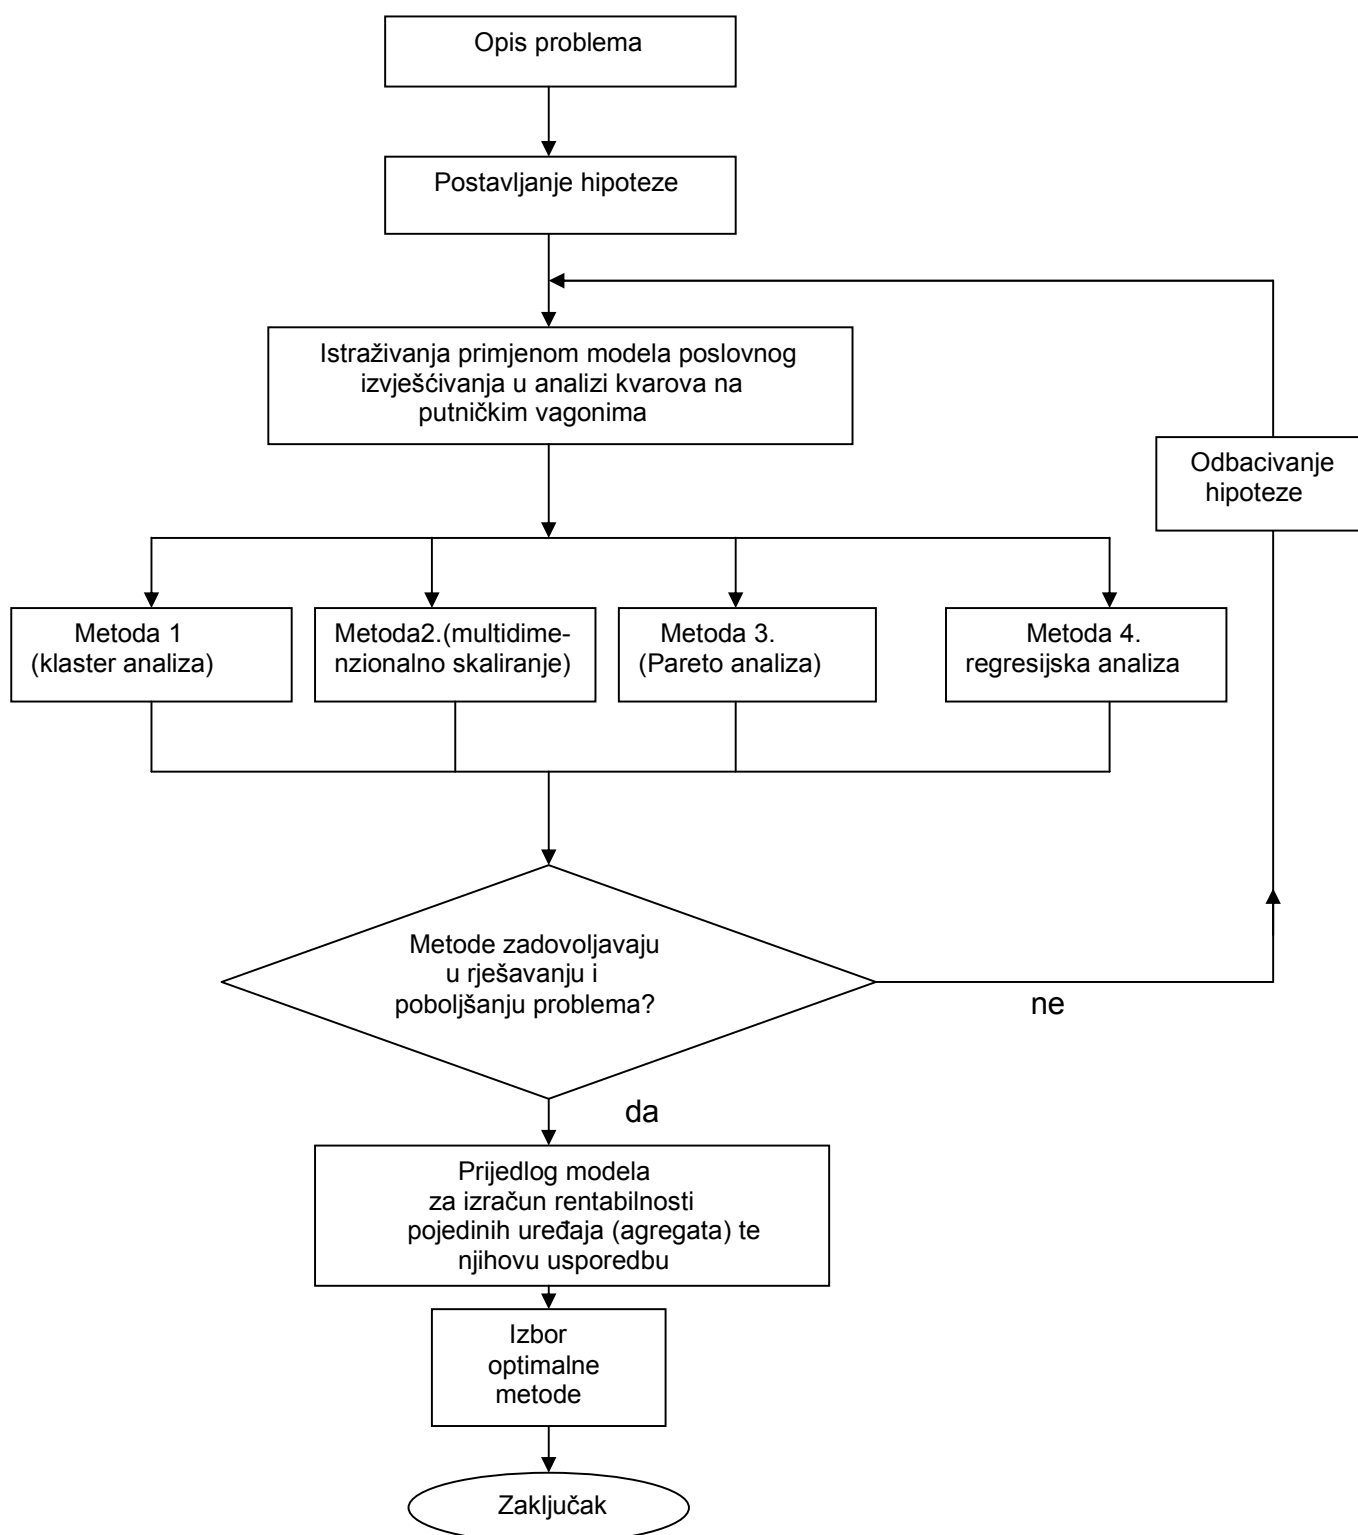 Opis problema
Postavljanje hipoteze
Istraživanja primjenom modela poslovnog
izvješćivanja u analizi kvarova na
putničkim vagonima
Odbacivanje
hipoteze
Metoda 1
(klaster analiza)
Metoda2.(multidime-
nzionalno skaliranje)
Metoda 3.
(Pareto analiza)
Metoda 4.
regresijska analiza
Metode zadovoljavaju
u rješavanju i
poboljšanju problema?
ne
da
Prijedlog modela
za izračun rentabilnosti
pojedinih uređaja (agregata) te
njihovu usporedbu
Izbor
optimalne
metode
Zaključak